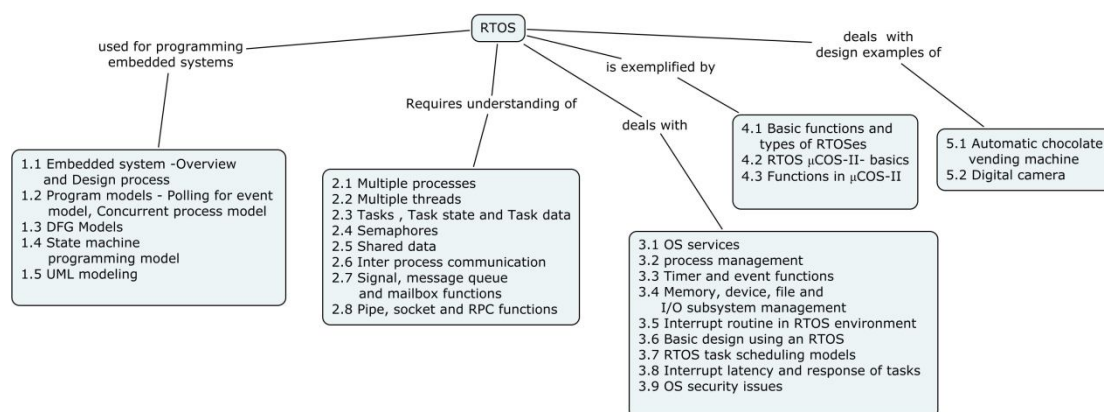 RTOS
used for programming
embedded systems
Requires understanding of
deals with
is exemplified by
deals with
design examples of
1.1 Embedded system -Overview
and Design process
1.2 Program models - Polling for event
model, Concurrent process model
1.3 DFG Models
1.4 State machine
programming model
1.5 UML modeling
2.1 Multiple processes
2.2 Multiple threads
2.3 Tasks , Task state and Task data
2.4 Semaphores
2.5 Shared data
2.6 Inter process communication
2.7 Signal, message queue
and mailbox functions
2.8 Pipe, socket and RPC functions
3.1 OS services
3.2 process management
3.3 Timer and event functions
3.4 Memory, device, file and
I/O subsystem management
3.5 Interrupt routine in RTOS environment
3.6 Basic design using an RTOS
3.7 RTOS task scheduling models
3.8 Interrupt latency and response of tasks
3.9 OS security issues
4.1 Basic functions and
types of RTOSes
4.2 RTOS μCOS-II- basics
4.3 Functions in μCOS-II
5.1 Automatic chocolate
vending machine
5.2 Digital camera